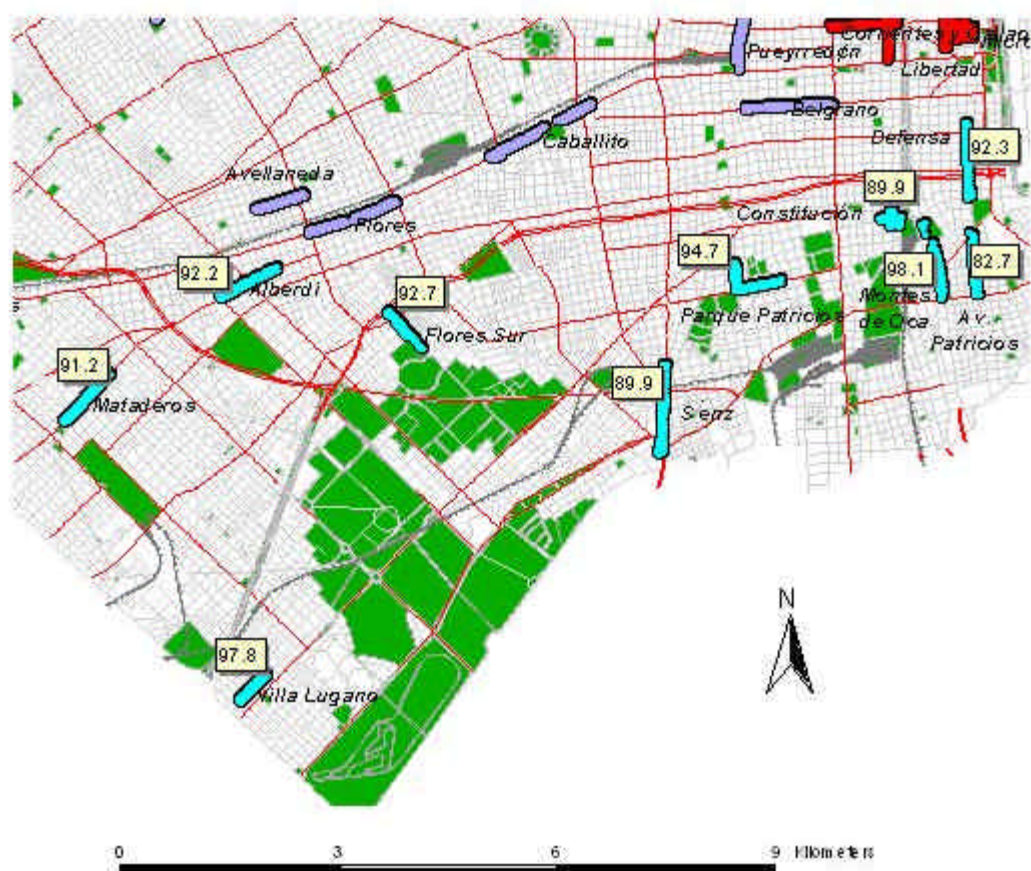 Pueyrredón
Libertad
Belgrano
Caballito
Defensa
92.3
Avellaneda
89.9
Flores
Constitución
92.2
Alberdi
94.7
98.1
82.7
92.7
Flores Sur
Parque Patricios
Montes
de Oca
Av.
Patricios
91.2
Mataderos
89.9
N
97.8
Villa Lugano
0 3 6 9 Kilometers